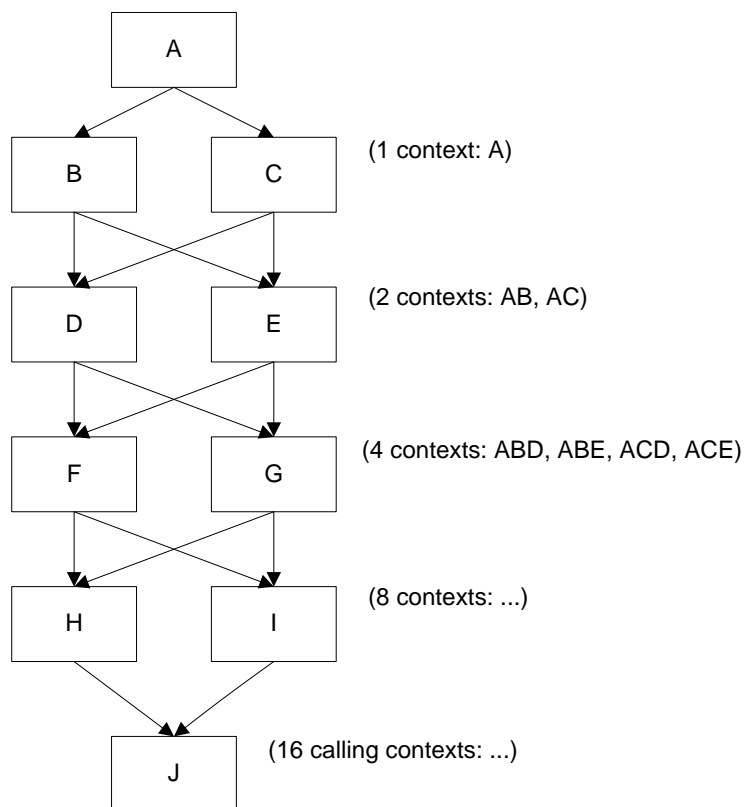 A
B
C
(1 context: A)
D
E
(2 contexts: AB, AC)
F
G
(4 contexts: ABD, ABE, ACD, ACE)
H
I
(8 contexts: ...)
J
(16 calling contexts: ...)